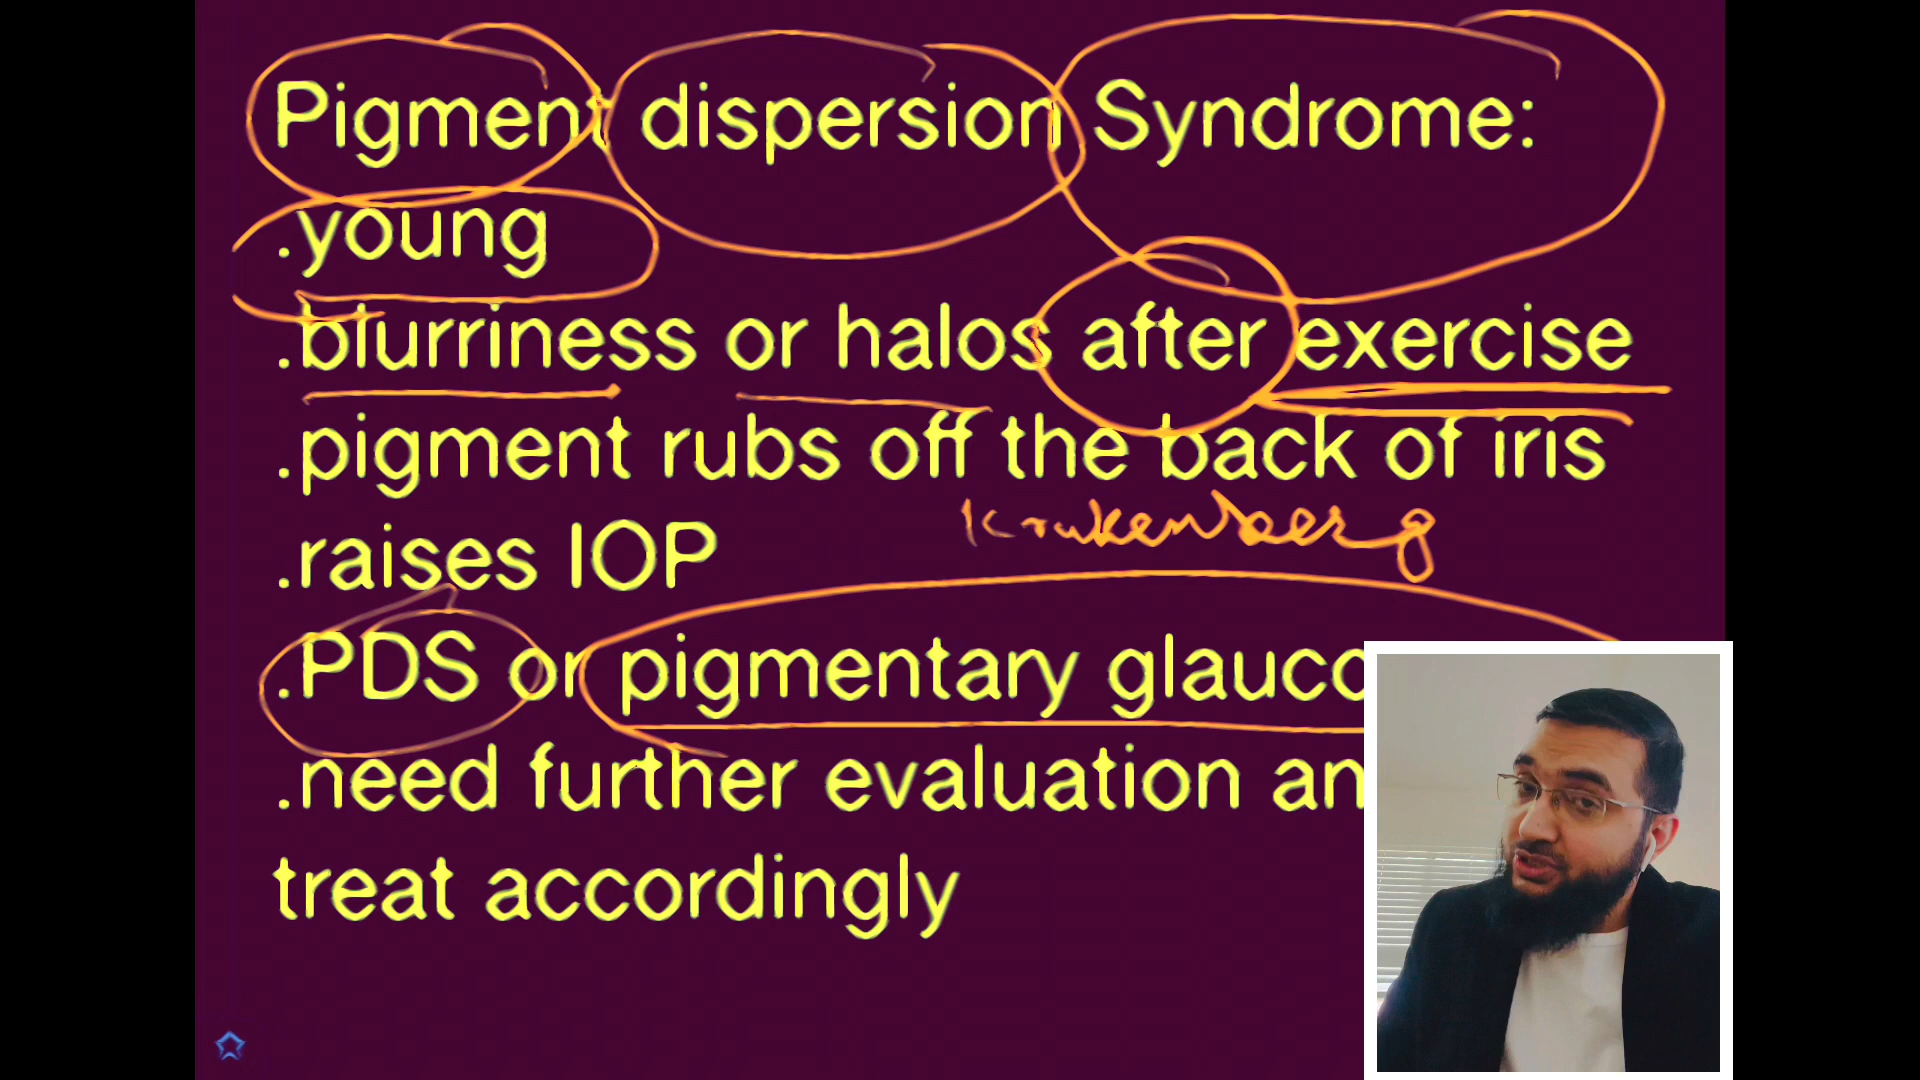 Pigment dispersion Syndrome:
.young
.blurriness or halos after exercise
.pigment rubs off the back of iris
Krukenberg
.raises IOP
.PDS or pigmentary glauco
.need further evaluation an
treat accordingly